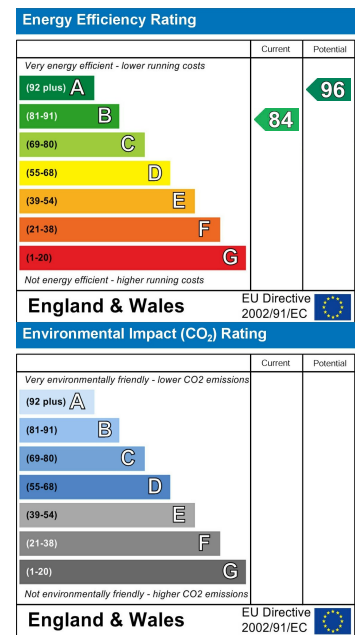 Energy Efficiency Rating
Current Potential
Very energy efficient - lower running costs
(92 plus) A
96
(81-91) B
84
(69-80) C
(55-68) D
(39-54) E
(21-38) F
(1-20) G
Not energy efficient - higher running costs
England & Wales
EU Directive
2002/91/EC
Environmental Impact (CO₂) Rating
Current Potential
Very environmentally friendly - lower CO2 emissions
(92 plus) A
(81-91) B
(69-80) C
(55-68) D
(39-54) E
(21-38) F
(1-20) G
Not environmentally friendly - higher CO2 emissions
England & Wales
EU Directive
2002/91/EC